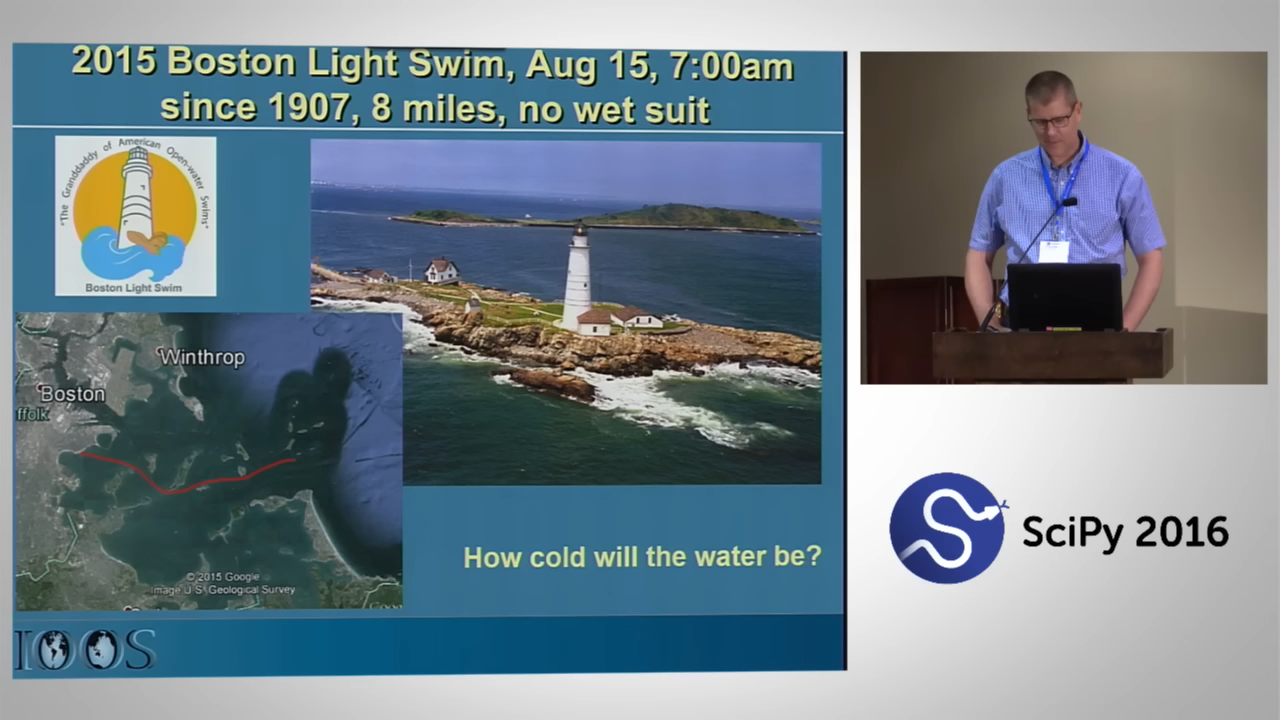 2015 Boston Light Swim, Aug 15, 7:00am
since 1907, 8 miles, no wet suit
"The Granddaddy of American Open-water Swims"
Boston Light Swim
Winthrop
Boston
ffolk
© 2015 Google
Image U.S. Geological Survey
How cold will the water be?
IOOS
SciPy 2016